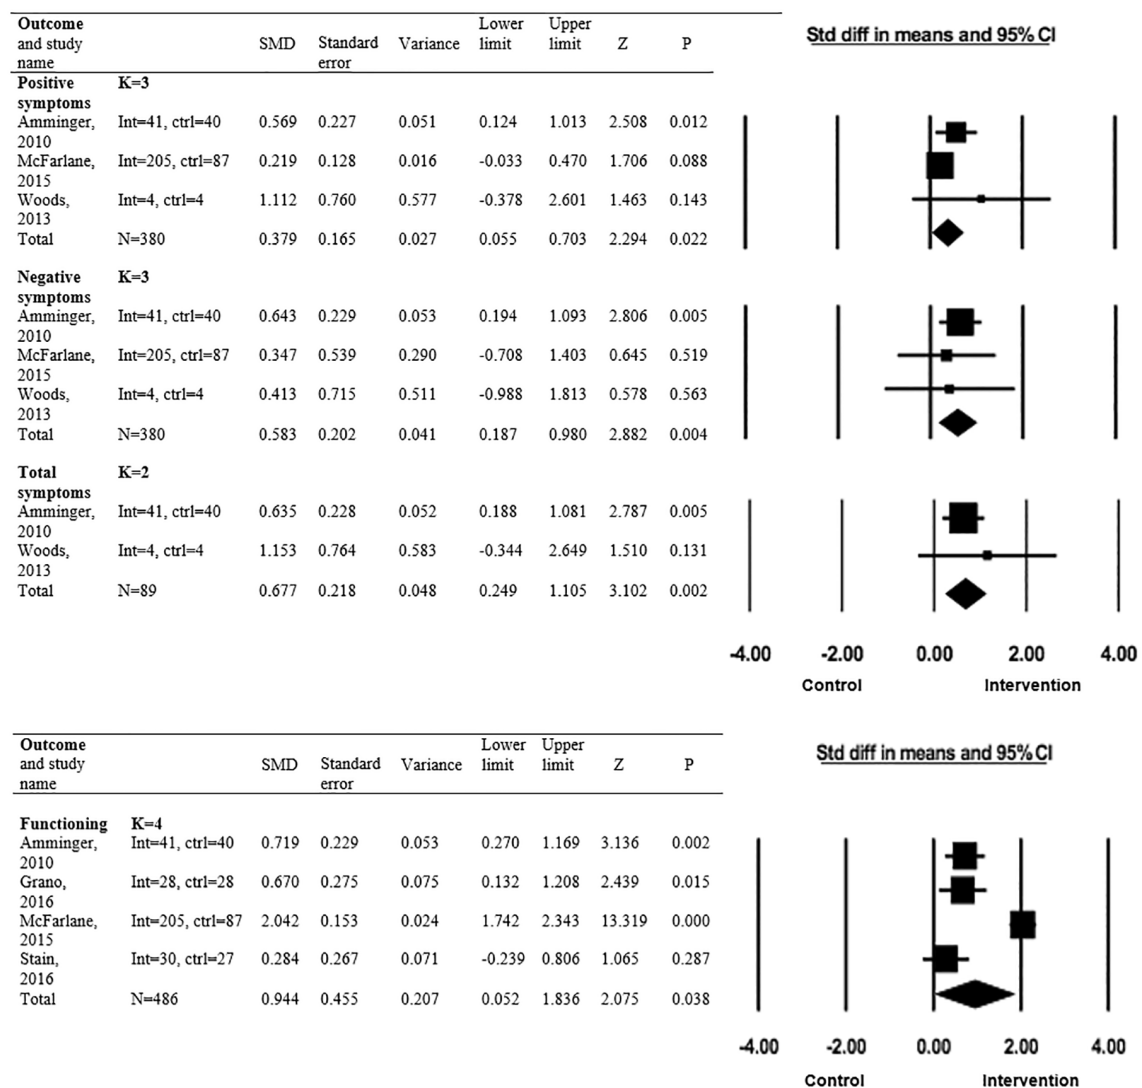 Outcome and study name SMD Standard error Variance Lower limit Upper limit Z P
Std diff in means and 95% CI
Positive symptoms K=3
Amminger, 2010 Int=41, ctrl=40 0.569 0.227 0.051 0.124 1.013 2.508 0.012
McFarlane, 2015 Int=205, ctrl=87 0.219 0.128 0.016 -0.033 0.470 1.706 0.088
Woods, 2013 Int=4, ctrl=4 1.112 0.760 0.577 -0.378 2.601 1.463 0.143
Total N=380 0.379 0.165 0.027 0.055 0.703 2.294 0.022
Negative symptoms K=3
Amminger, 2010 Int=41, ctrl=40 0.643 0.229 0.053 0.194 1.093 2.806 0.005
McFarlane, 2015 Int=205, ctrl=87 0.347 0.539 0.290 -0.708 1.403 0.645 0.519
Woods, 2013 Int=4, ctrl=4 0.413 0.715 0.511 -0.988 1.813 0.578 0.563
Total N=380 0.583 0.202 0.041 0.187 0.980 2.882 0.004
Total symptoms K=2
Amminger, 2010 Int=41, ctrl=40 0.635 0.228 0.052 0.188 1.081 2.787 0.005
Woods, 2013 Int=4, ctrl=4 1.153 0.764 0.583 -0.344 2.649 1.510 0.131
Total N=89 0.677 0.218 0.048 0.249 1.105 3.102 0.002
-4.00 -2.00 0.00 2.00 4.00
Control Intervention
Outcome and study name SMD Standard error Variance Lower limit Upper limit Z P
Std diff in means and 95% CI
Functioning K=4
Amminger, 2010 Int=41, ctrl=40 0.719 0.229 0.053 0.270 1.169 3.136 0.002
Grano, 2016 Int=28, ctrl=28 0.670 0.275 0.075 0.132 1.208 2.439 0.015
McFarlane, 2015 Int=205, ctrl=87 2.042 0.153 0.024 1.742 2.343 13.319 0.000
Stain, 2016 Int=30, ctrl=27 0.284 0.267 0.071 -0.239 0.806 1.065 0.287
Total N=486 0.944 0.455 0.207 0.052 1.836 2.075 0.038
-4.00 -2.00 0.00 2.00 4.00
Control Intervention